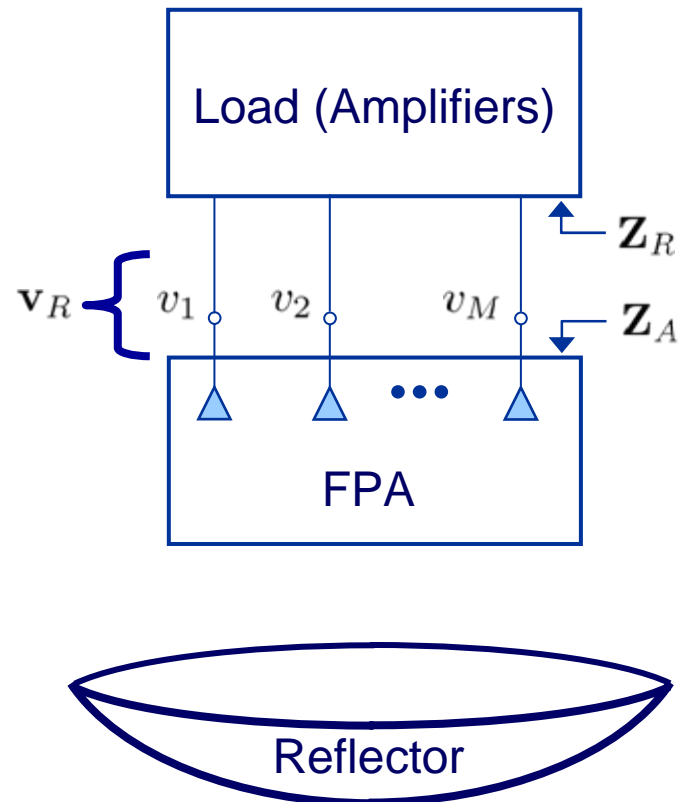 Load (Amplifiers)
Z_R
v_R v_1 v_2 v_M
Z_A
FPA
Reflector